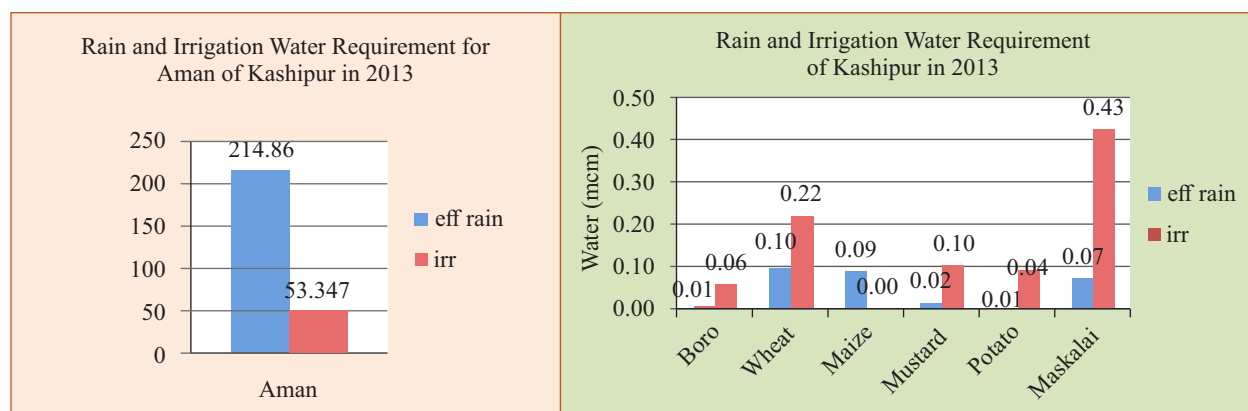 Rain and Irrigation Water Requirement for
Aman of Kashipur in 2013
250
200
150
100
50
0
214.86
53.347
Aman
eff rain
irr
Rain and Irrigation Water Requirement
of Kashipur in 2013
Water (mcm)
0.50
0.40
0.30
0.20
0.10
0.00
0.01
0.06
0.10
0.22
0.09
0.00
0.02
0.10
0.01
0.04
0.07
0.43
Boro
Wheat
Maize
Mustard
Potato
Maskalai
eff rain
irr